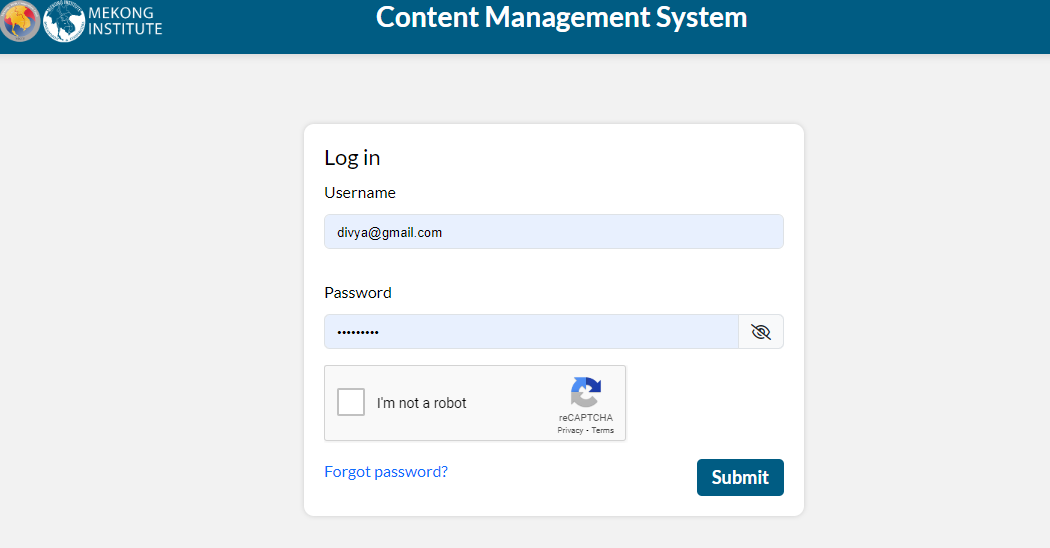 MEKONG
INSTITUTE
Content Management System
Log in
Username
divya@gmail.com
Password
•••••••••
I'm not a robot
reCAPTCHA
Privacy - Terms
Forgot password?
Submit